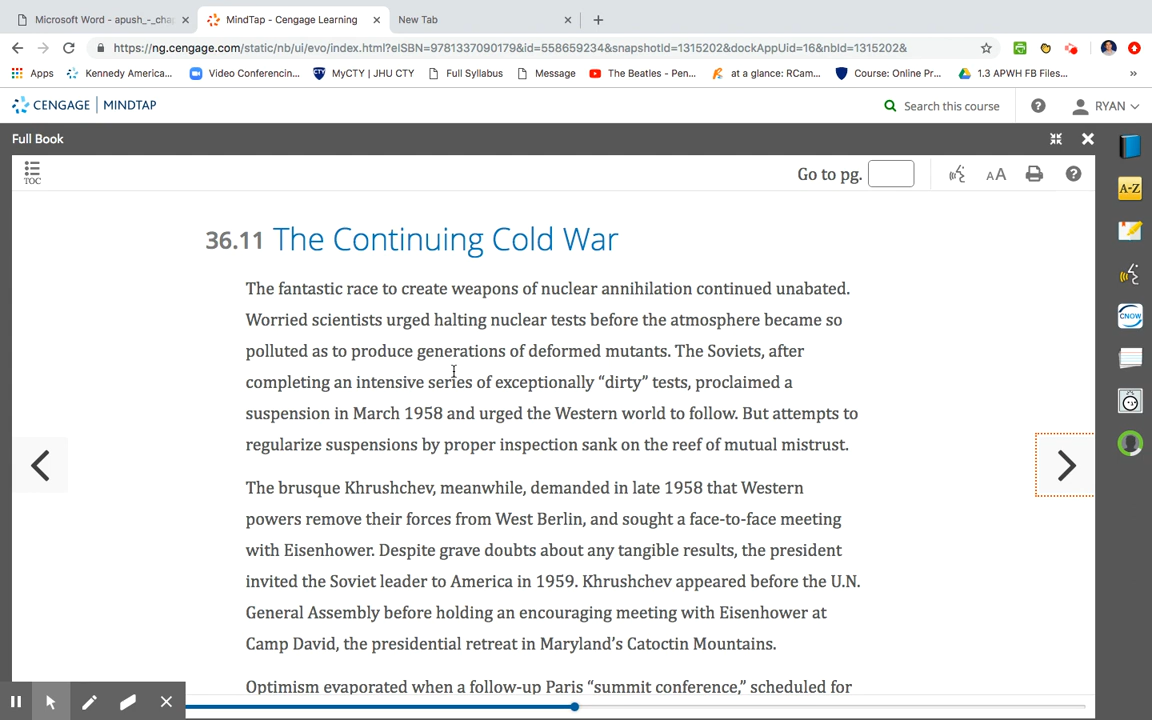 Microsoft Word - apush_-_cha
MindTap - Cengage Learning
New Tab
https://ng.cengage.com/static/nb/ui/evo/index.html?eISBN=9781337090179&id=558659234&snapshotId=1315202&dockAppUid=16&nbId=1315202&
Apps
Kennedy America...
Video Conferencin...
CTY
MyCTY | JHU CTY
Full Syllabus
Message
The Beatles - Pen...
at a glance: RCam...
Course: Online Pr...
1.3 APWH FB Files...
»
CENGAGE | MINDTAP
Search this course
RYAN
Full Book
TOC
Go to pg.
AA
A-Z
36.11 The Continuing Cold War
The fantastic race to create weapons of nuclear annihilation continued unabated.
Worried scientists urged halting nuclear tests before the atmosphere became so
polluted as to produce generations of deformed mutants. The Soviets, after
completing an intensive series of exceptionally “dirty” tests, proclaimed a
suspension in March 1958 and urged the Western world to follow. But attempts to
regularize suspensions by proper inspection sank on the reef of mutual mistrust.
CNOW
The brusque Khrushchev, meanwhile, demanded in late 1958 that Western
powers remove their forces from West Berlin, and sought a face-to-face meeting
with Eisenhower. Despite grave doubts about any tangible results, the president
invited the Soviet leader to America in 1959. Khrushchev appeared before the U.N.
General Assembly before holding an encouraging meeting with Eisenhower at
Camp David, the presidential retreat in Maryland’s Catoctin Mountains.
Optimism evaporated when a follow-up Paris “summit conference,” scheduled for